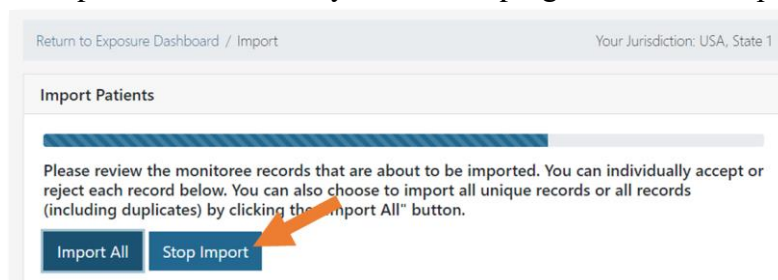 Return to Exposure Dashboard / Import Your Jurisdiction: USA, State 1
Import Patients
Please review the monitoree records that are about to be imported. You can individually accept or
reject each record below. You can also choose to import all unique records or all records
(including duplicates) by clicking the "Import All" button.
Import All Stop Import